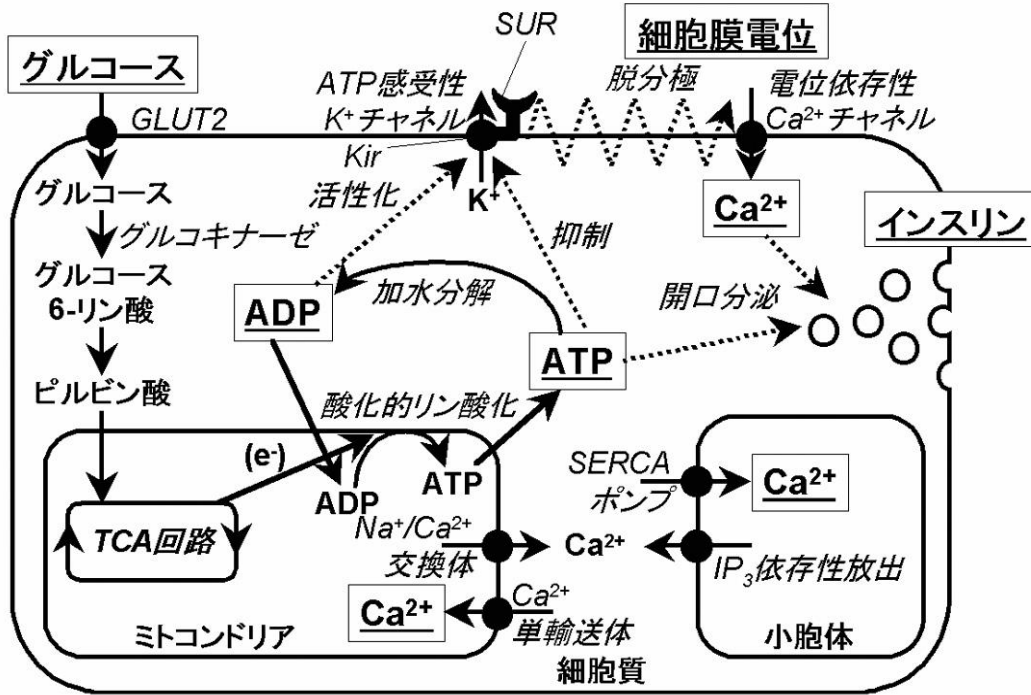 SUR
細胞膜電位
グルコース
ATP感受性
K⁺チャネル
脱分極
電位依存性
Ca²⁺チャネル
GLUT2
Kir
活性化
K⁺
グルコース
グルコキナーゼ
グルコース
6-リン酸
ピルビン酸
抑制
Ca²⁺
インスリン
ADP
加水分解
ATP
開口分泌
酸化的リン酸化
(e⁻)
ADP
ATP
TCA回路
Na⁺/Ca²⁺
交換体
Ca²⁺
SERCA
ポンプ
Ca²⁺
IP₃依存性放出
Ca²⁺
Ca²⁺
単輸送体
ミトコンドリア
細胞質
小胞体